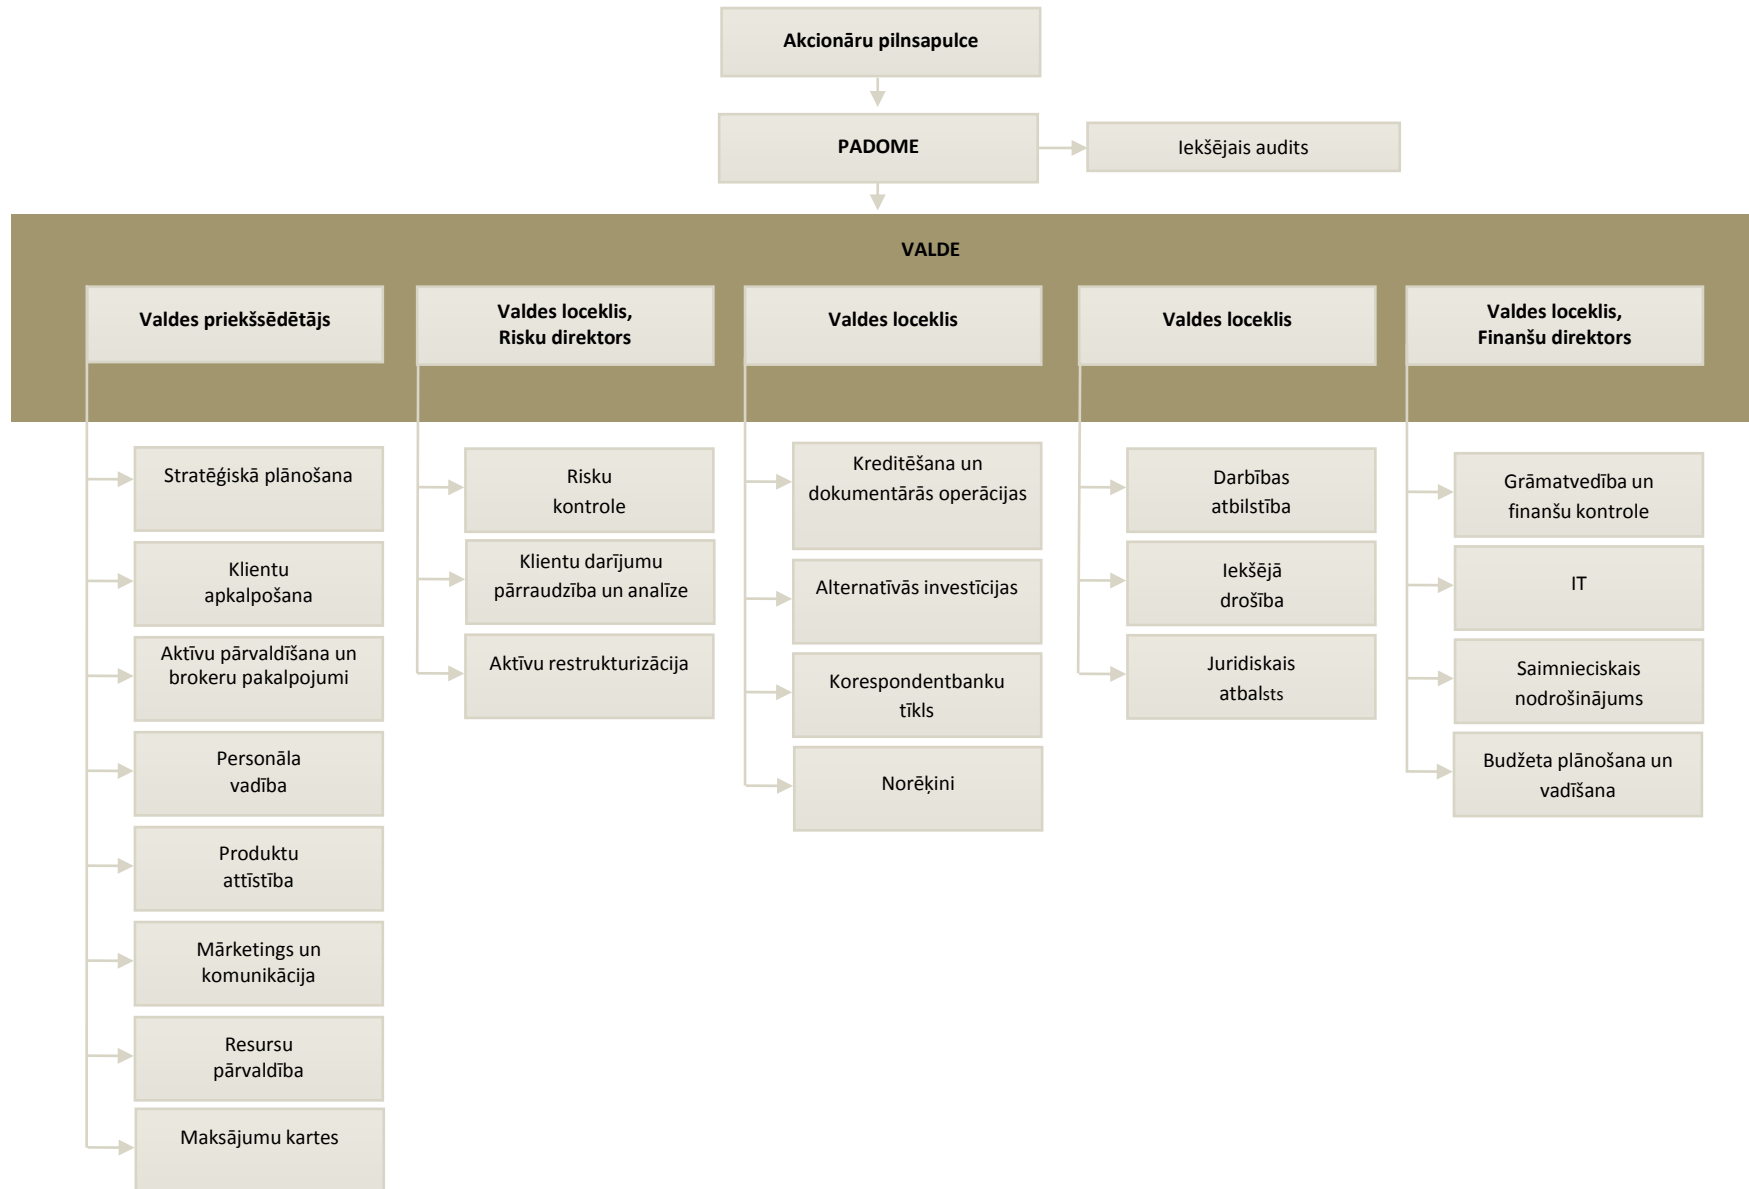 Akcionāru pilnsapulce
PADOME
Iekšējais audits
VALDE
Valdes priekšsēdētājs
Valdes loceklis,
Risku direktors
Valdes loceklis
Valdes loceklis
Valdes loceklis,
Finanšu direktors
Stratēģiskā plānošana
Klientu
apkalpošana
Aktīvu pārvaldīšana un
brokeru pakalpojumi
Personāla
vadība
Produktu
attīstība
Mārketings un
komunikācija
Resursu
pārvaldība
Maksājumu kartes
Risku
kontrole
Klientu darījumu
pārraudzība un analīze
Aktīvu restrukturizācija
Kreditēšana un
dokumentārās operācijas
Alternatīvās investīcijas
Korespondentbanku
tīkls
Norēķini
Darbības
atbilstība
Iekšējā
drošība
Juridiskais
atbalsts
Grāmatvedība un
finanšu kontrole
IT
Saimnieciskais
nodrošinājums
Budžeta plānošana un
vadīšana